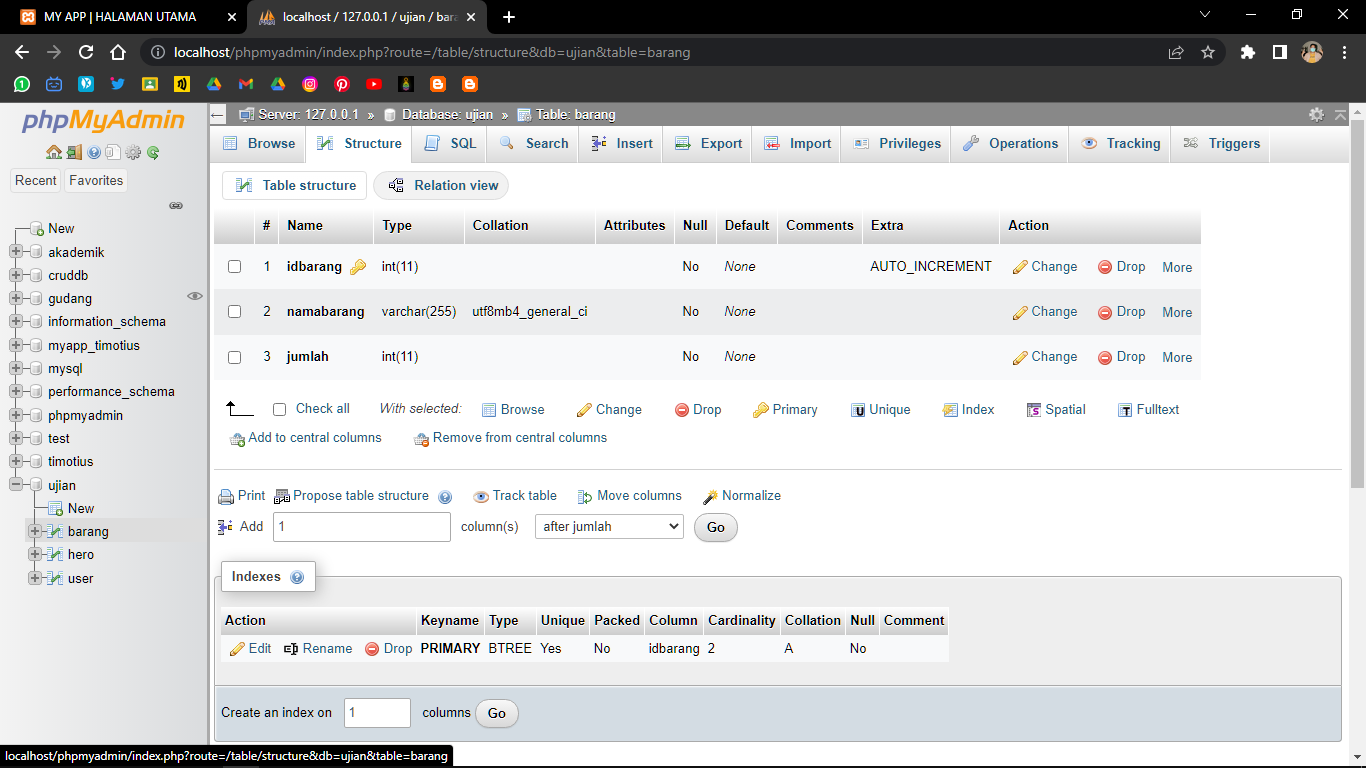 MY APP | HALAMAN UTAMA
localhost / 127.0.0.1 / ujian / bara
localhost/phpmyadmin/index.php?route=/table/structure&db=ujian&table=barang
phpMyAdmin
Recent Favorites
New
akademik
cruddb
gudang
information_schema
myapp_timotius
mysql
performance_schema
phpmyadmin
test
timotius
ujian
New
barang
hero
user
Server: 127.0.0.1 » Database: ujian » Table: barang
Browse Structure SQL Search Insert Export Import Privileges Operations Tracking Triggers
Table structure Relation view
# Name Type Collation Attributes Null Default Comments Extra Action
1 idbarang int(11) No None AUTO_INCREMENT Change Drop More
2 namabarang varchar(255) utf8mb4_general_ci No None Change Drop More
3 jumlah int(11) No None Change Drop More
Check all With selected: Browse Change Drop Primary Unique Index Spatial Fulltext
Add to central columns Remove from central columns
Print Propose table structure Track table Move columns Normalize
Add 1 column(s) after jumlah Go
Indexes
Action Keyname Type Unique Packed Column Cardinality Collation Null Comment
Edit Rename Drop PRIMARY BTREE Yes No idbarang 2 A No
Create an index on 1 columns Go
localhost/phpmyadmin/index.php?route=/table/structure&db=ujian&table=barang